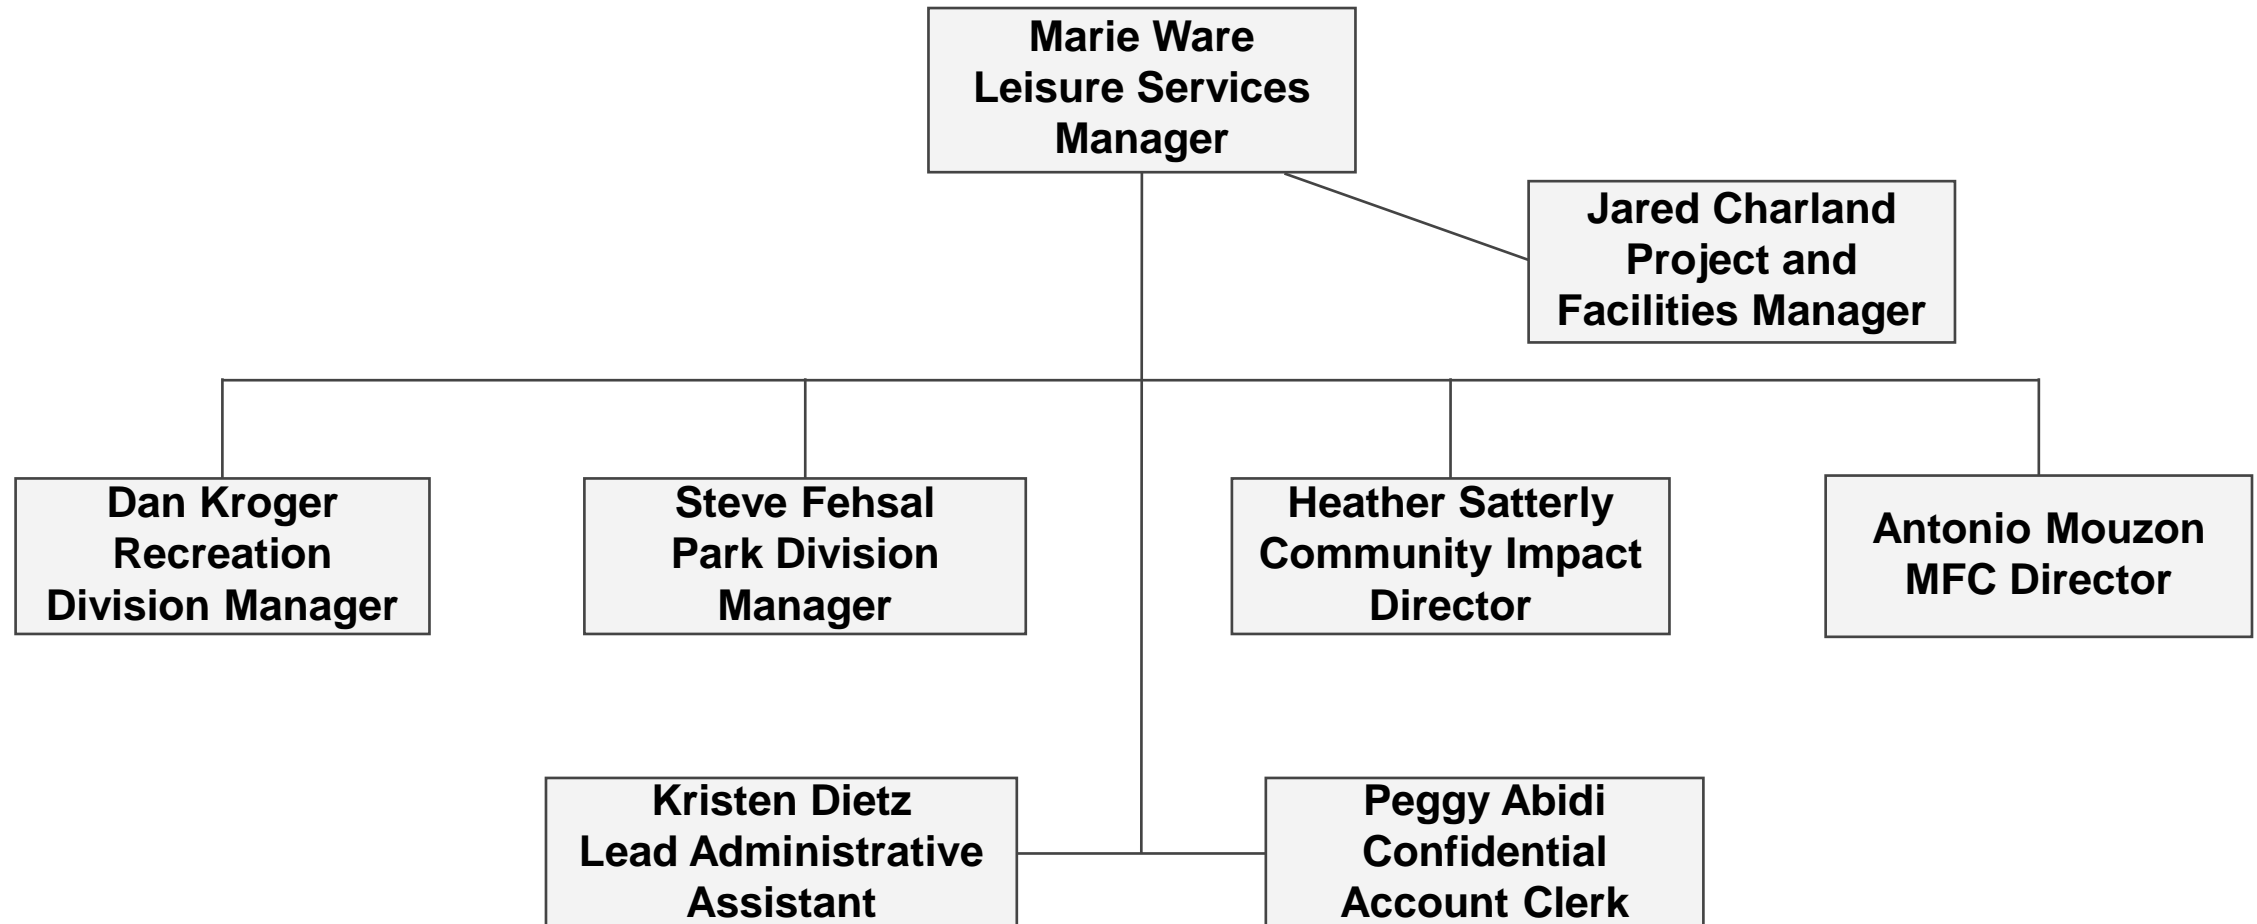 Marie Ware
Leisure Services
Manager
Jared Charland
Project and
Facilities Manager
Dan Kroger
Recreation
Division Manager
Steve Fehsal
Park Division
Manager
Heather Satterly
Community Impact
Director
Antonio Mouzon
MFC Director
Kristen Dietz
Lead Administrative
Assistant
Peggy Abidi
Confidential
Account Clerk